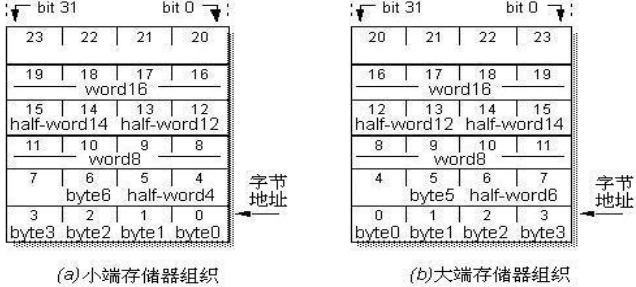 bit 31 bit 0
23 22 21 20
19 18 17 16
word16
15 14 13 12
half-word14 half-word12
11 10 9 8
word8
7 6 5 4
byte6 half-word4
3 2 1 0
byte3 byte2 byte1 byte0
字节
地址
(a)小端存储器组织
bit 31 bit 0
20 21 22 23
16 17 18 19
word16
12 13 14 15
half-word12 half-word14
8 9 10 11
word8
4 5 6 7
byte5 half-word6
0 1 2 3
byte0 byte1 byte2 byte3
字节
地址
(b)大端存储器组织